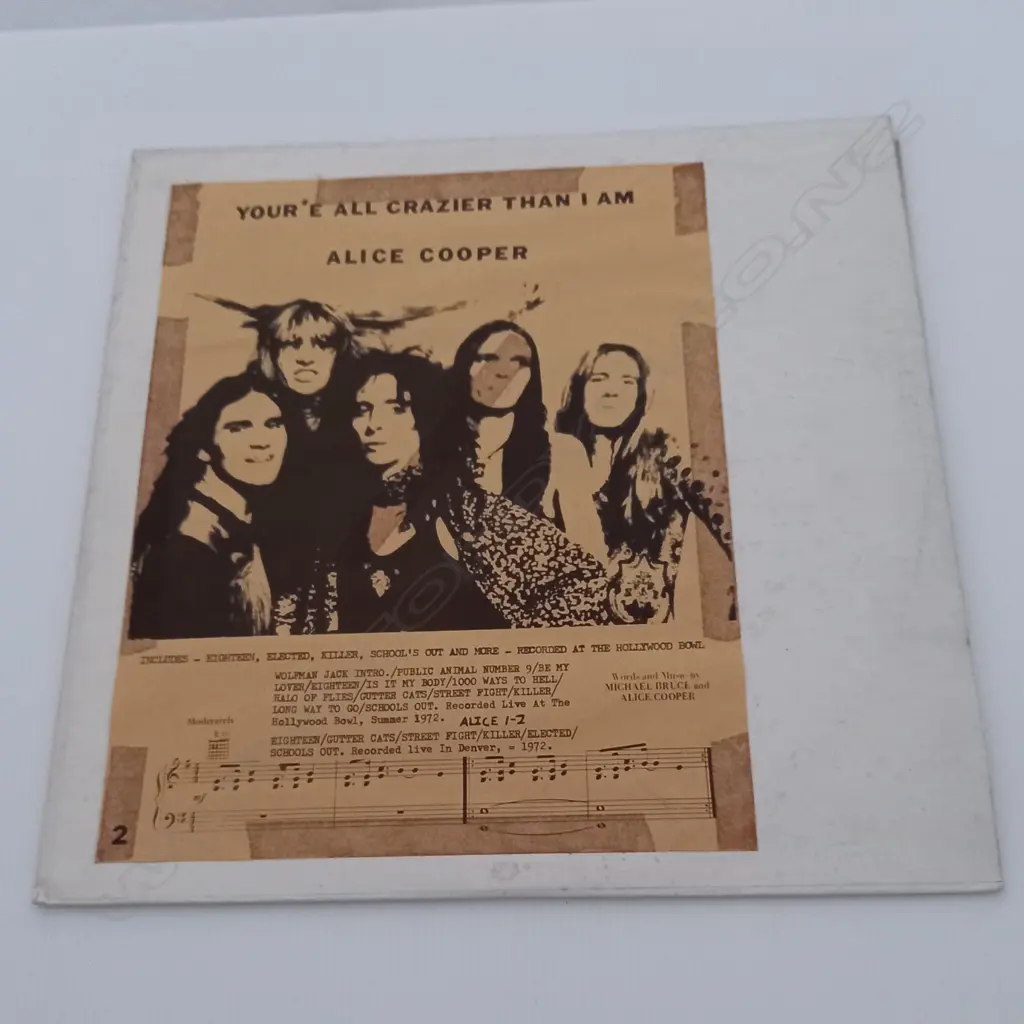 YOUR'E ALL CRAZIER THAN I AM
ALICE COOPER
INCLUDES - EIGHTEEN, ELECTED, KILLER, SCHOOL'S OUT AND MORE - RECORDED AT THE HOLLYWOOD BOWL
WOLFMAN JACK INTRO./PUBLIC ANIMAL NUMBER 9/BE MY
LOVER/EIGHTEEN/IS IT MY BODY/1000 WAYS TO HELL/
HALO OF FLIES/GUTTER CATS/STREET FIGHT/KILLER/
LONG WAY TO GO/SCHOOLS OUT. Recorded Live At The
Hollywood Bowl, Summer 1972. ALICE 1-2
EIGHTEEN/GUTTER CATS/STREET FIGHT/KILLER/ELECTED/
SCHOOLS OUT. Recorded live In Denver, 1972.
Words and Music by
MICHAEL BRUCE and
ALICE COOPER
Moderately
mf
2